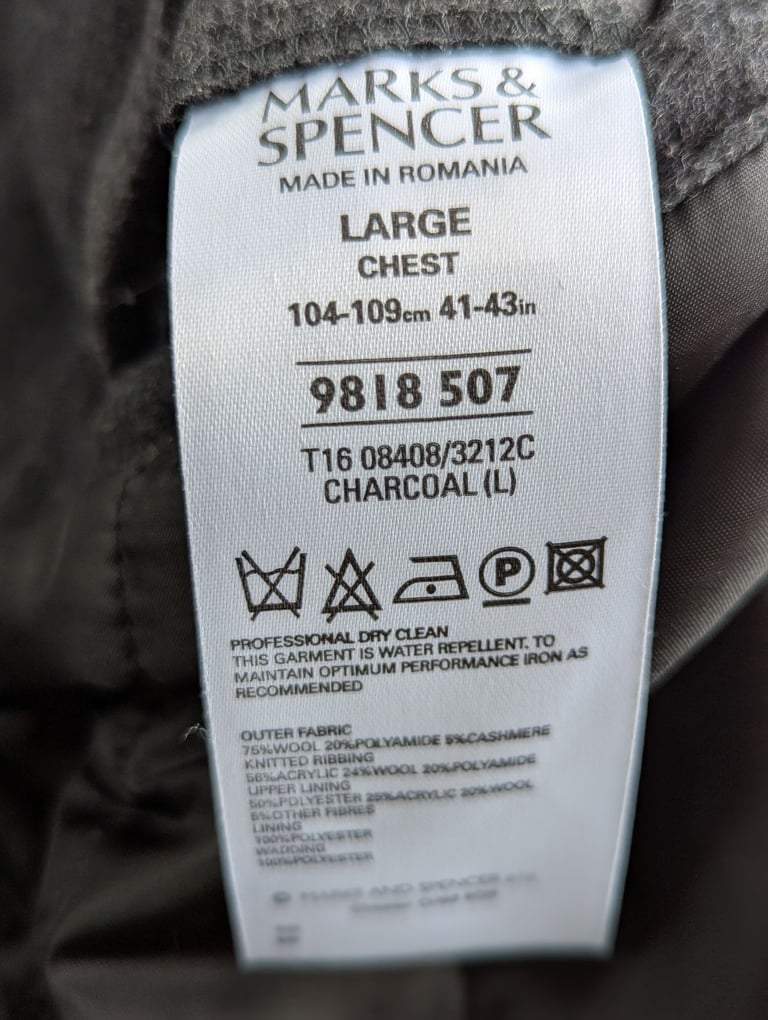 MARKS &
SPENCER
MADE IN ROMANIA
LARGE
CHEST
104-109cm 41-43in
9818 507
T16 08408/3212C
CHARCOAL (L)
P
PROFESSIONAL DRY CLEAN
THIS GARMENT IS WATER REPELLENT. TO
MAINTAIN OPTIMUM PERFORMANCE IRON AS
RECOMMENDED
OUTER FABRIC
75%WOOL 20%POLYAMIDE 5%CASHMERE
KNITTED RIBBING
56%ACRYLIC 24%WOOL 20%POLYAMIDE
UPPER LINING
50%POLYESTER 25%ACRYLIC 20%WOOL
5%OTHER FIBRES
LINING
100%POLYESTER
WADDING
100%POLYESTER
© MARKS AND SPENCER